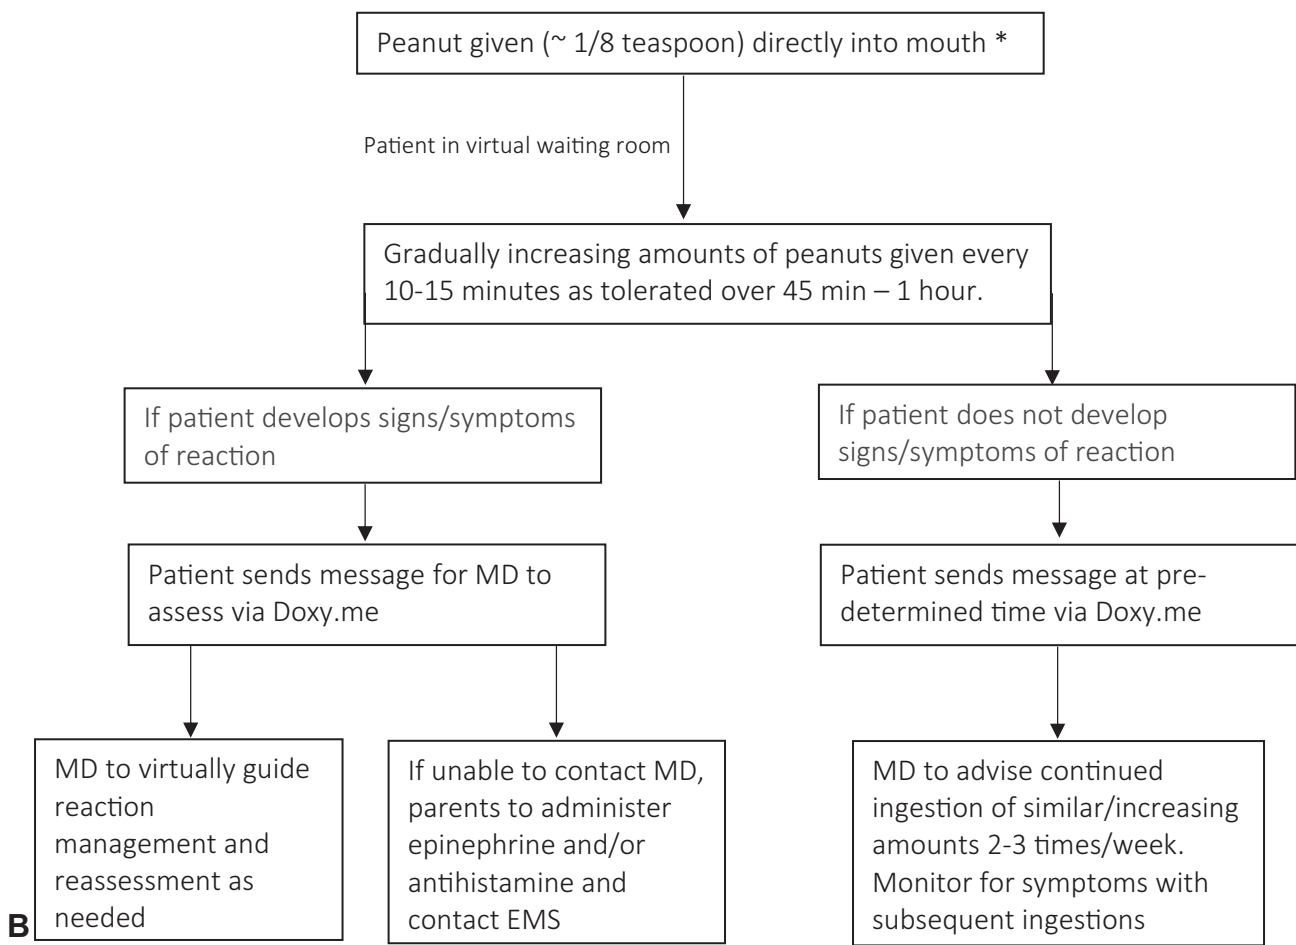 Peanut given (~ 1/8 teaspoon) directly into mouth *
Patient in virtual waiting room
Gradually increasing amounts of peanuts given every
10-15 minutes as tolerated over 45 min – 1 hour.
If patient develops signs/symptoms
of reaction
If patient does not develop
signs/symptoms of reaction
Patient sends message for MD to
assess via Doxy.me
Patient sends message at pre-
determined time via Doxy.me
MD to virtually guide
reaction
management and
reassessment as
needed
If unable to contact MD,
parents to administer
epinephrine and/or
antihistamine and
contact EMS
MD to advise continued
ingestion of similar/increasing
amounts 2-3 times/week.
Monitor for symptoms with
subsequent ingestions
B